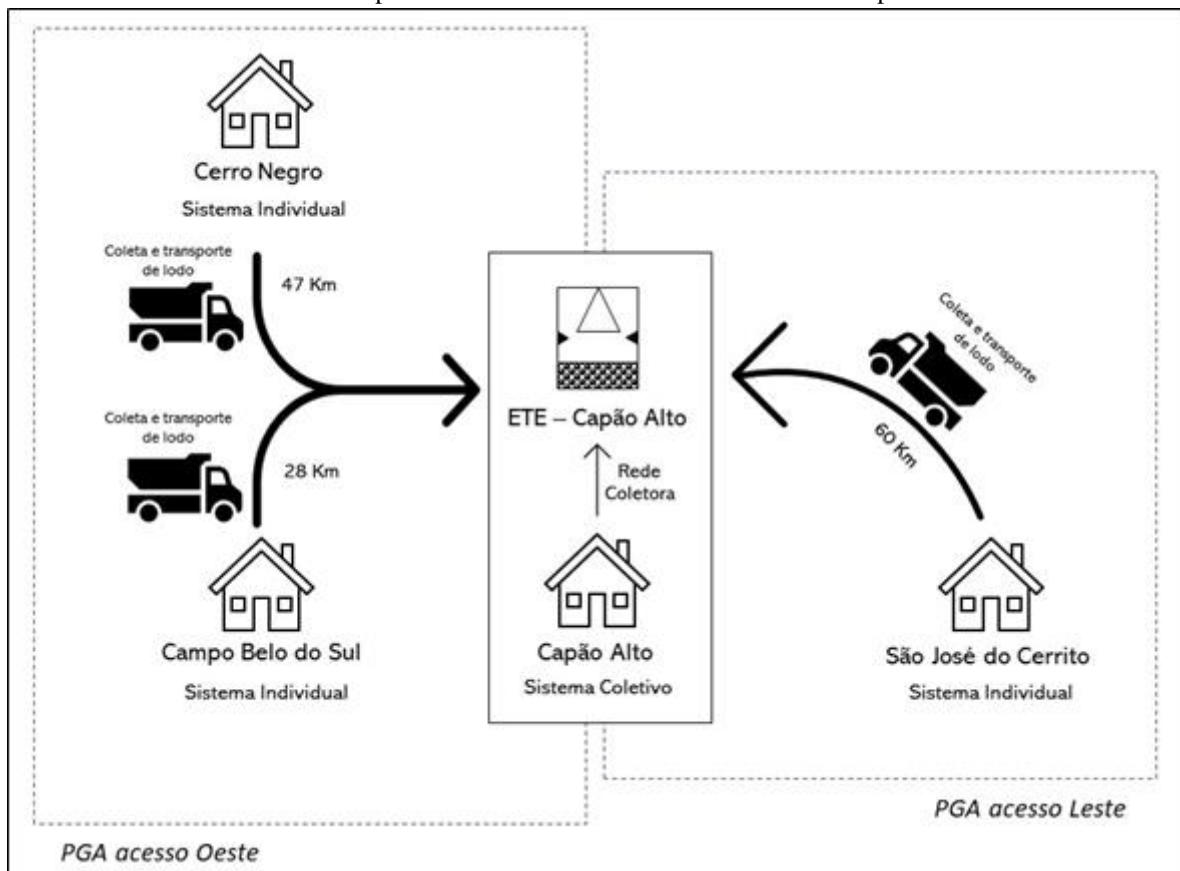 Cerro Negro
Sistema Individual
Coleta e transporte
de lodo
47 Km
Coleta e transporte
de lodo
28 Km
Campo Belo do Sul
Sistema Individual
ETE – Capão Alto
Rede
Coletora
Capão Alto
Sistema Coletivo
Coleta e transporte
de lodo
60 Km
São José do Cerrito
Sistema Individual
PGA acesso Leste
PGA acesso Oeste